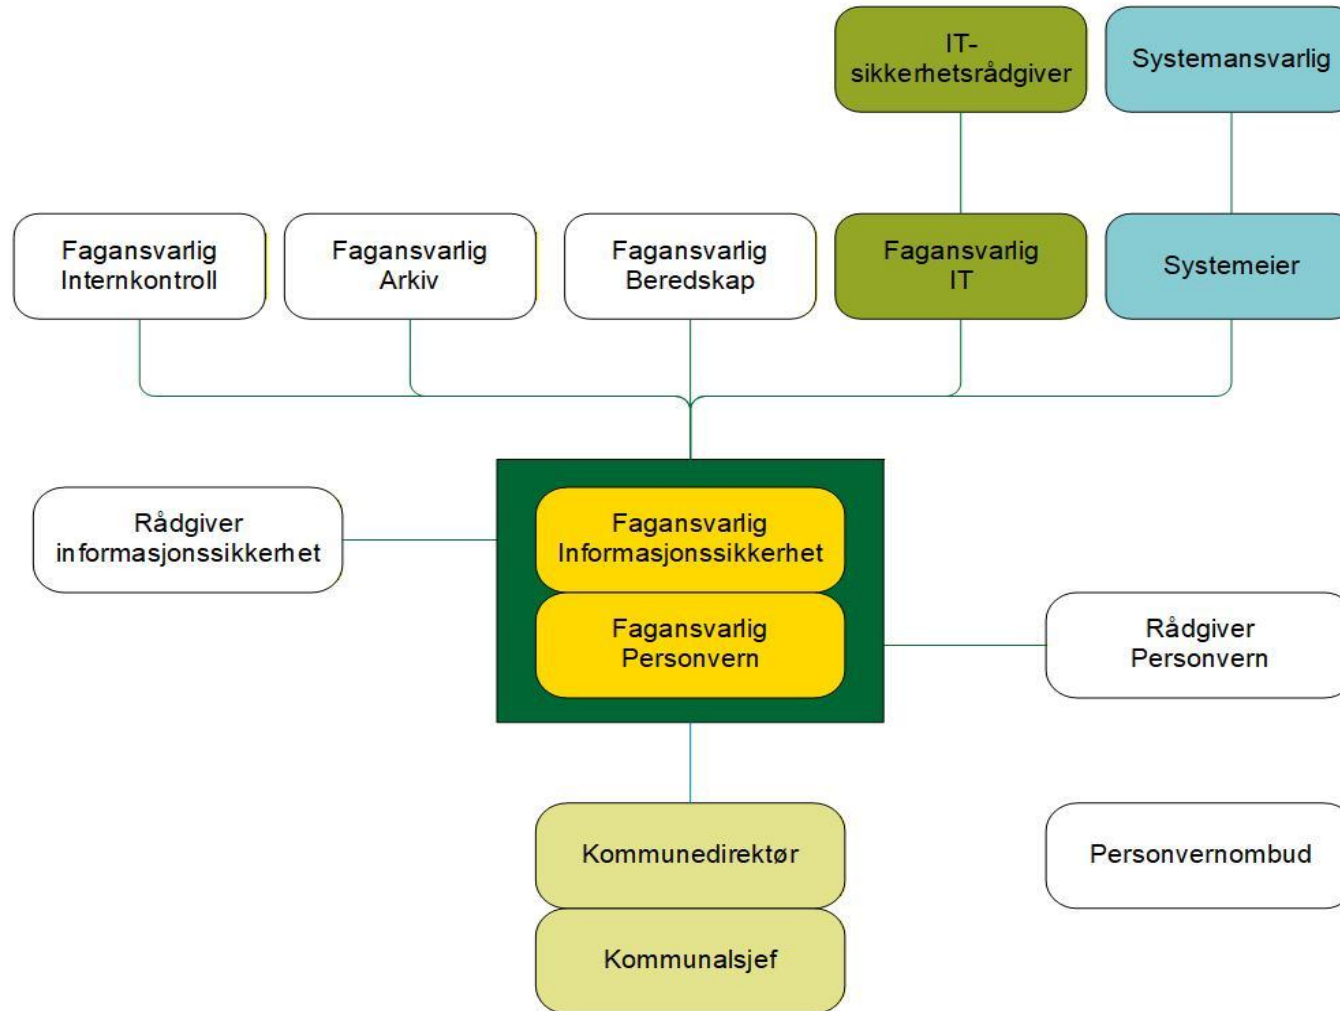 IT-
sikkerhetsrådgiver
Systemansvarlig
Fagansvarlig
Internkontroll
Fagansvarlig
Arkiv
Fagansvarlig
Beredskap
Fagansvarlig
IT
Systemeier
Rådgiver
informasjonssikkerhet
Fagansvarlig
Informasjonssikkerhet
Fagansvarlig
Personvern
Rådgiver
Personvern
Kommunedirektør
Personvernombud
Kommunalsjef